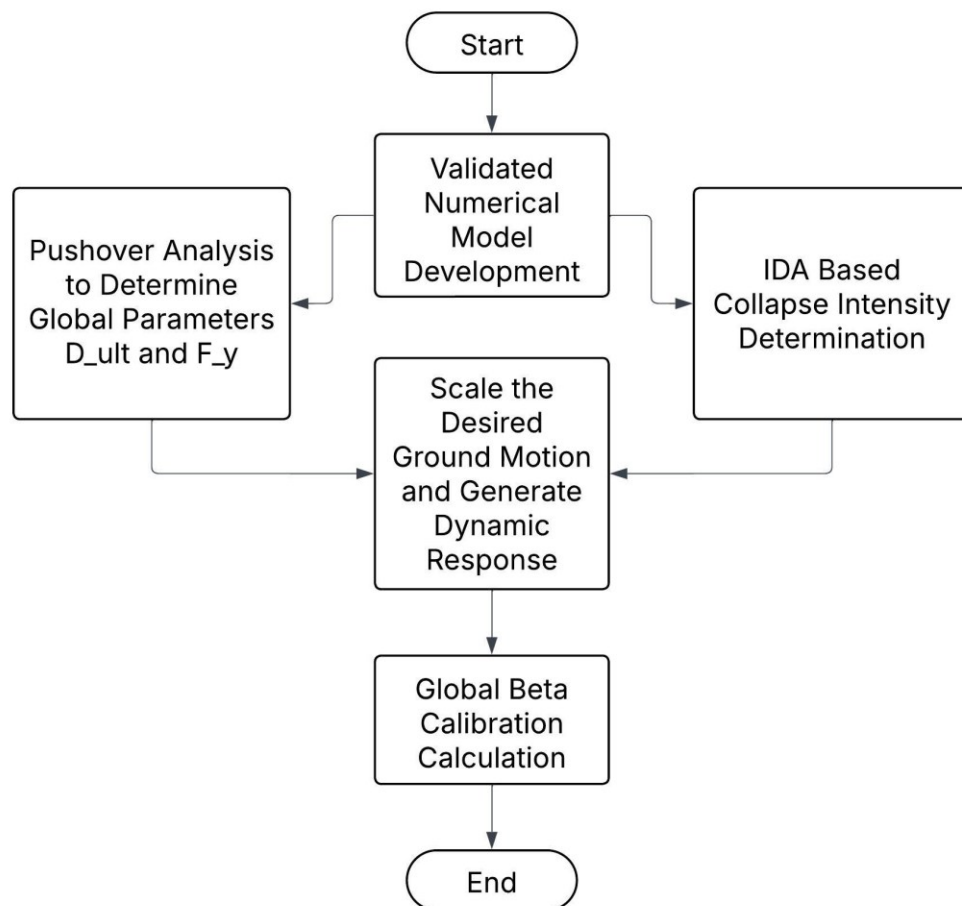 Start
Validated
Numerical
Model
Development
Pushover Analysis
to Determine
Global Parameters
D_ult and F_y
IDA Based
Collapse Intensity
Determination
Scale the
Desired
Ground Motion
and Generate
Dynamic
Response
Global Beta
Calibration
Calculation
End